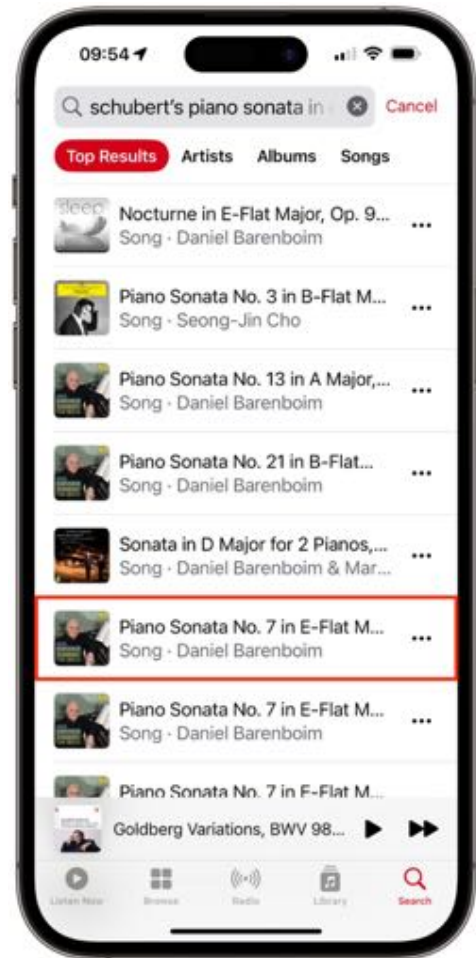 09:54
schubert's piano sonata in
Cancel
Top Results
Artists
Albums
Songs
sleep
Nocturne in E-Flat Major, Op. 9...
Song · Daniel Barenboim
Piano Sonata No. 3 in B-Flat M...
Song · Seong-Jin Cho
Piano Sonata No. 13 in A Major,...
Song · Daniel Barenboim
Piano Sonata No. 21 in B-Flat...
Song · Daniel Barenboim
Sonata in D Major for 2 Pianos,...
Song · Daniel Barenboim & Mar...
Piano Sonata No. 7 in E-Flat M...
Song · Daniel Barenboim
Piano Sonata No. 7 in E-Flat M...
Song · Daniel Barenboim
Piano Sonata No. 7 in E-Flat M...
Goldberg Variations, BWV 98...
Listen Now
Browse
Radio
Library
Search